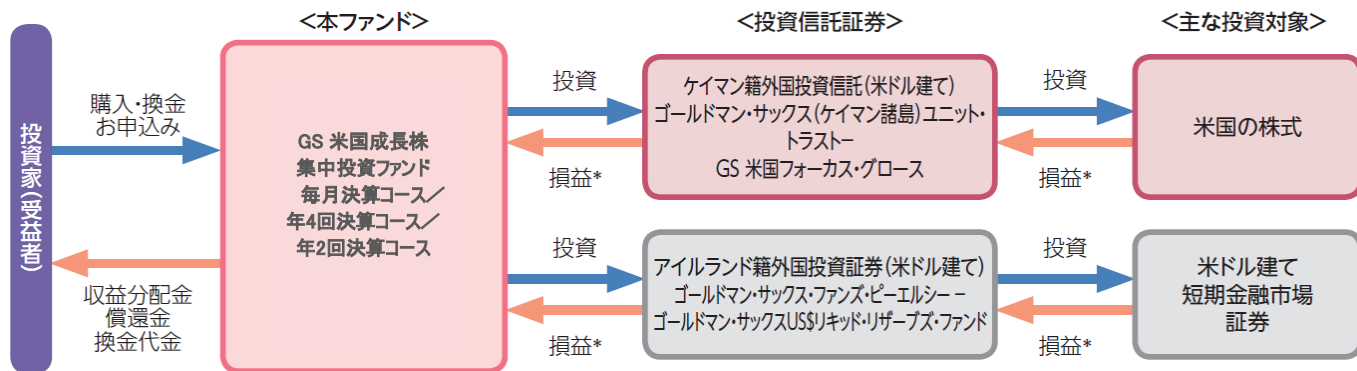 <本ファンド>
<投資信託証券>
<主な投資対象>
投資家(受益者)
購入・換金
お申込み
収益分配金
償還金
換金代金
GS 米国成長株
集中投資ファンド
毎月決算コース／
年4回決算コース／
年2回決算コース
投資
損益*
ケイマン籍外国投資信託(米ドル建て)
ゴールドマン・サックス(ケイマン諸島)ユニット・
トラストー
GS 米国フォーカス・グロース
投資
損益*
米国の株式
投資
損益*
アイルランド籍外国投資証券(米ドル建て)
ゴールドマン・サックス・ファンズ・ピーエルシー －
ゴールドマン・サックスUS$リキッド・リザーブズ・ファンド
投資
損益*
米ドル建て
短期金融市場
証券